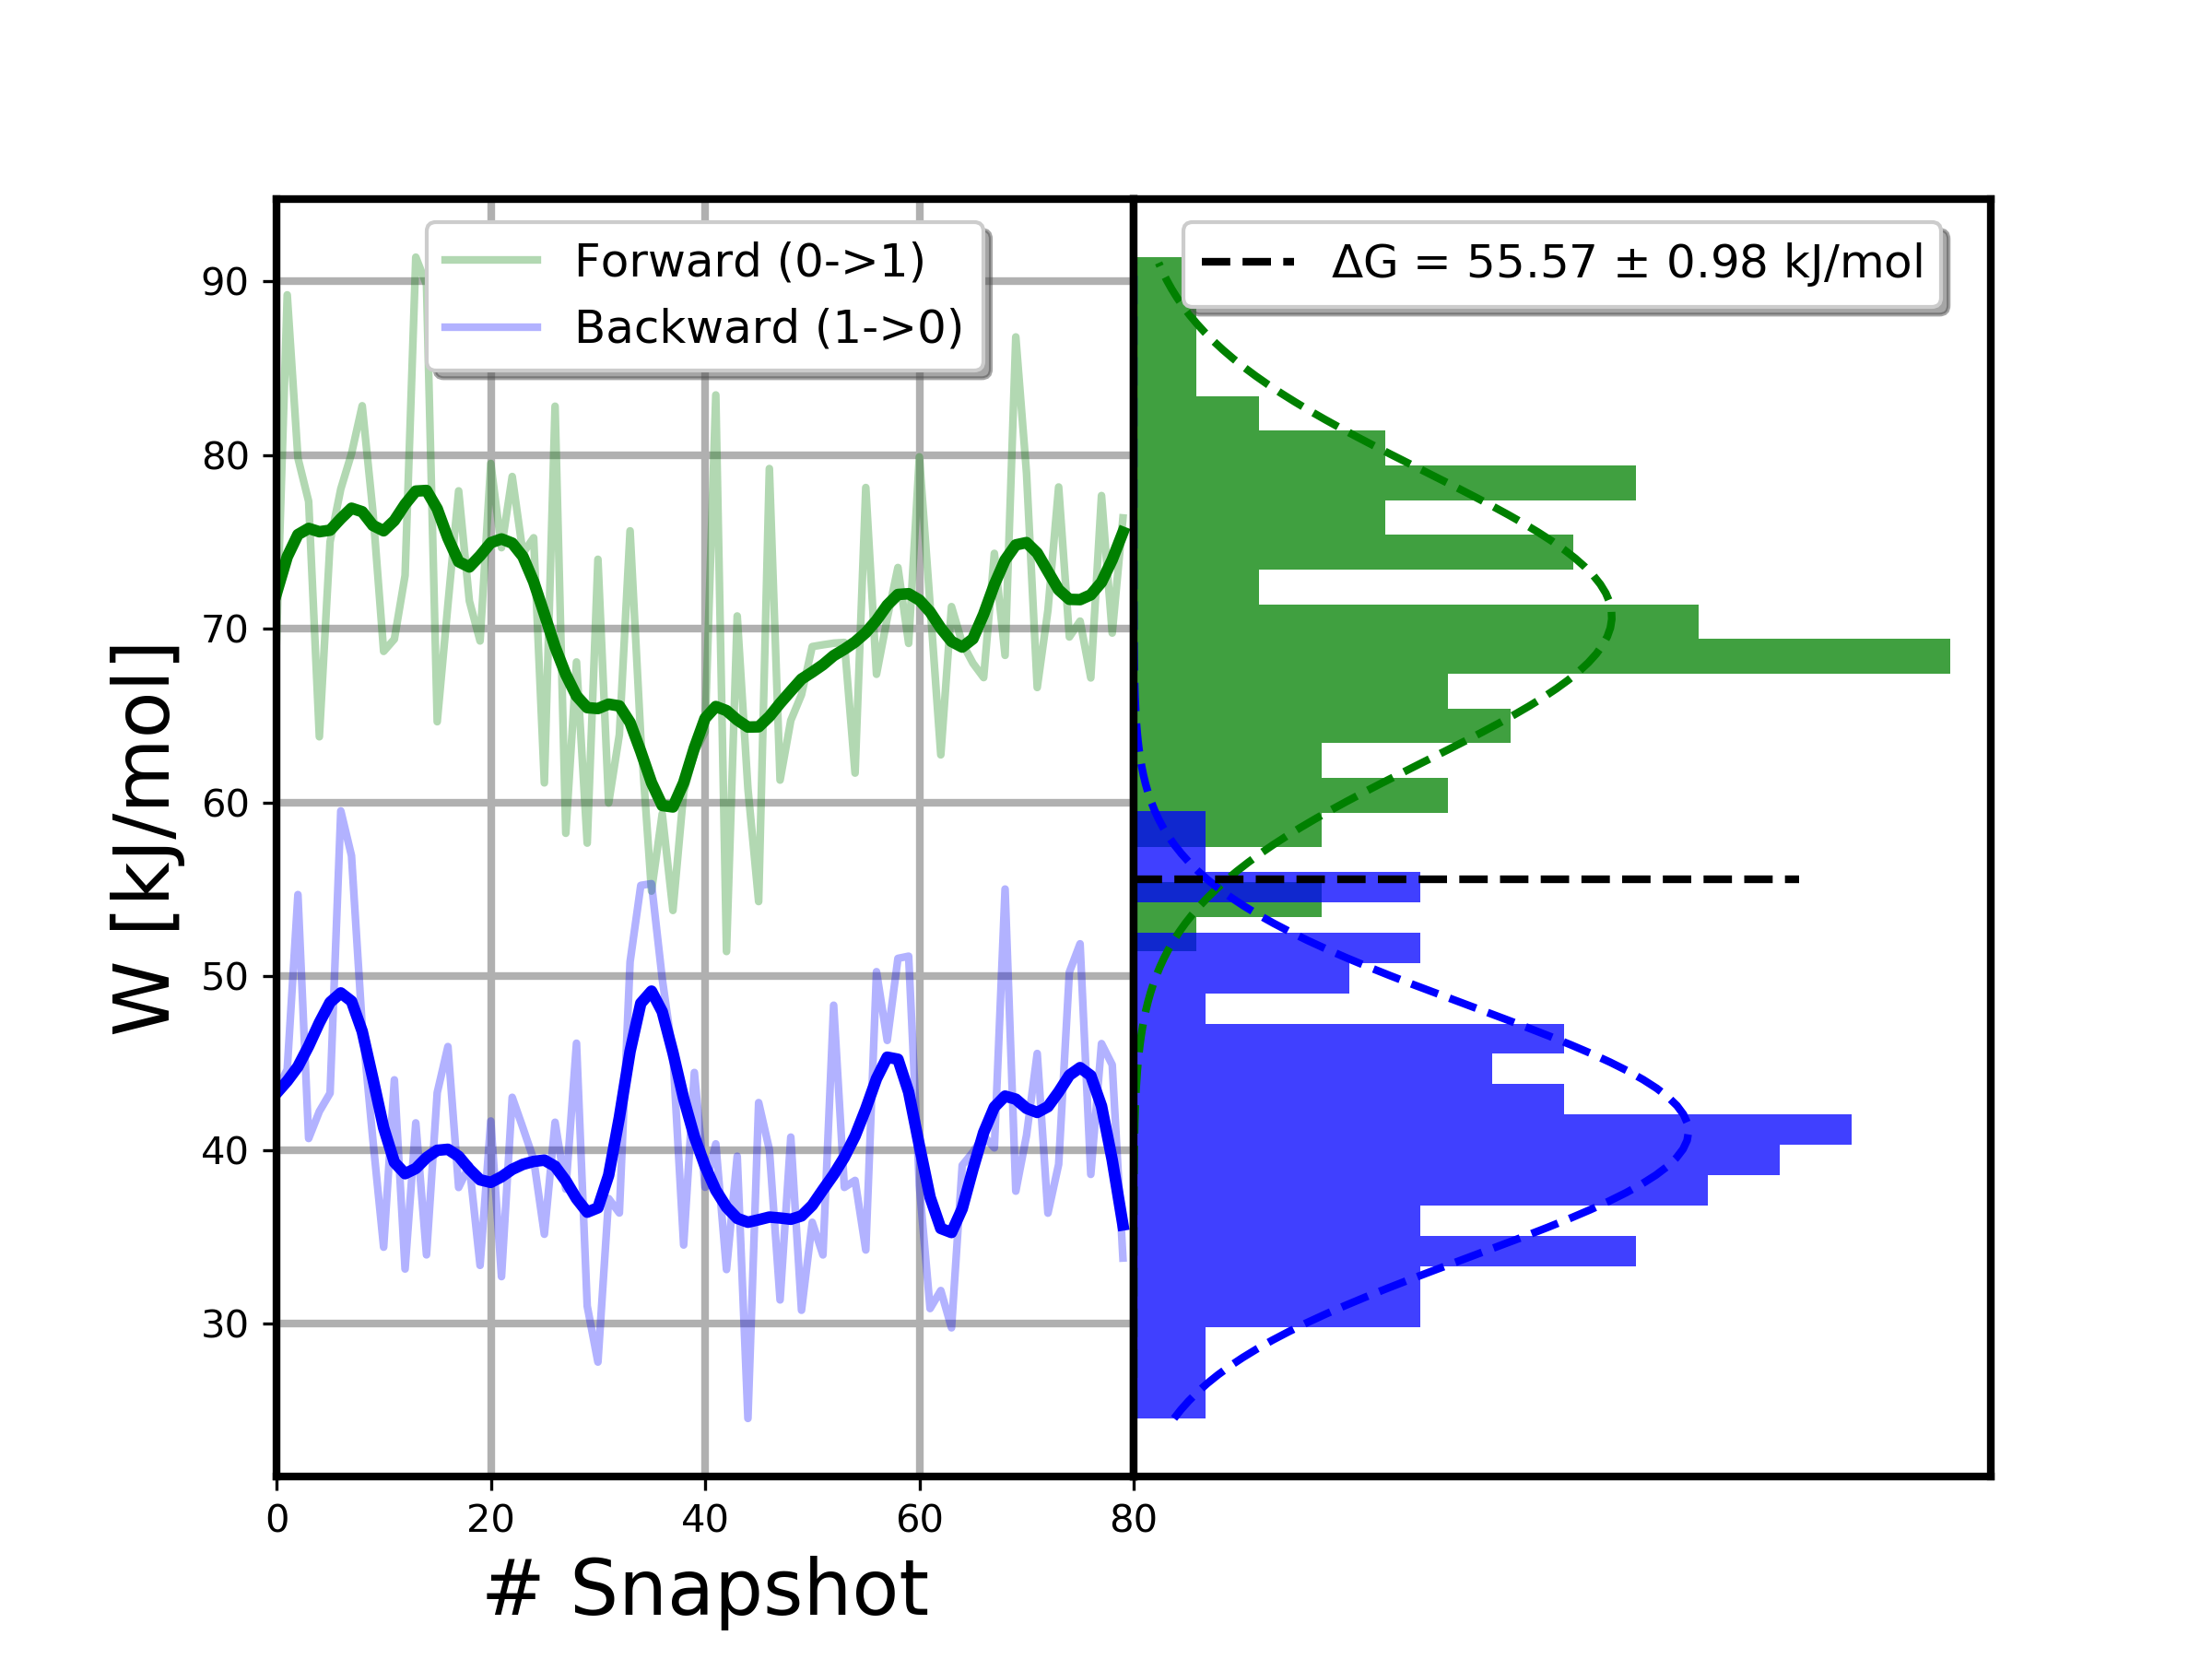 Forward (0->1)
Backward (1->0)
ΔG = 55.57 ± 0.98 kJ/mol
W [kJ/mol]
90
80
70
60
50
40
30
0
20
40
60
80
# Snapshot